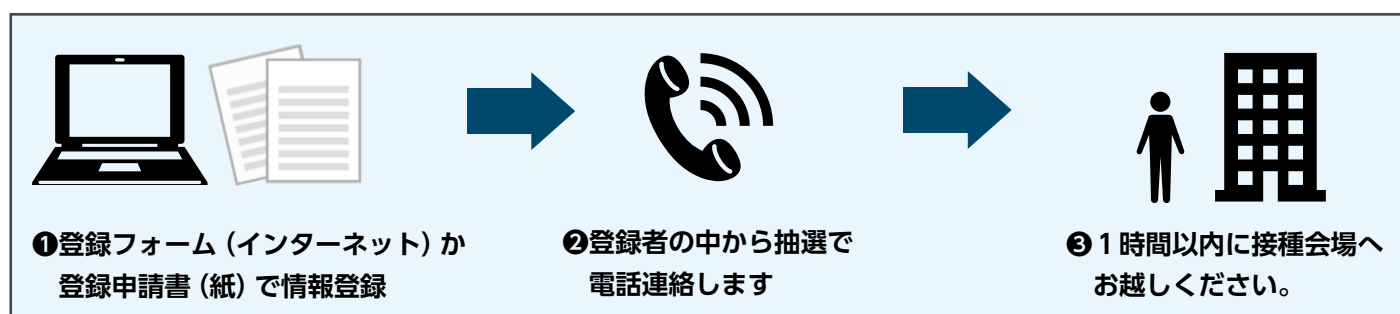 ❶登録フォーム（インターネット）か
登録申請書（紙）で情報登録
❷登録者の中から抽選で
電話連絡します
❸１時間以内に接種会場へ
お越しください。